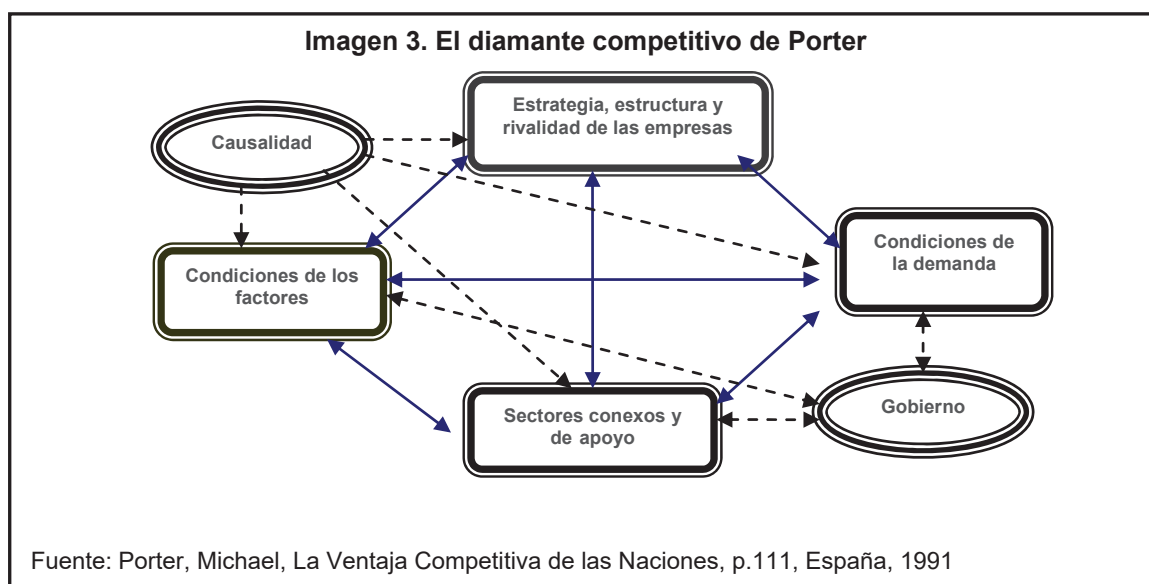 Imagen 3. El diamante competitivo de Porter
Estrategia, estructura y
rivalidad de las empresas
Causalidad
Condiciones de
la demanda
Condiciones de los
factores
Sectores conexos y
de apoyo
Gobierno
Fuente: Porter, Michael, La Ventaja Competitiva de las Naciones, p.111, España, 1991